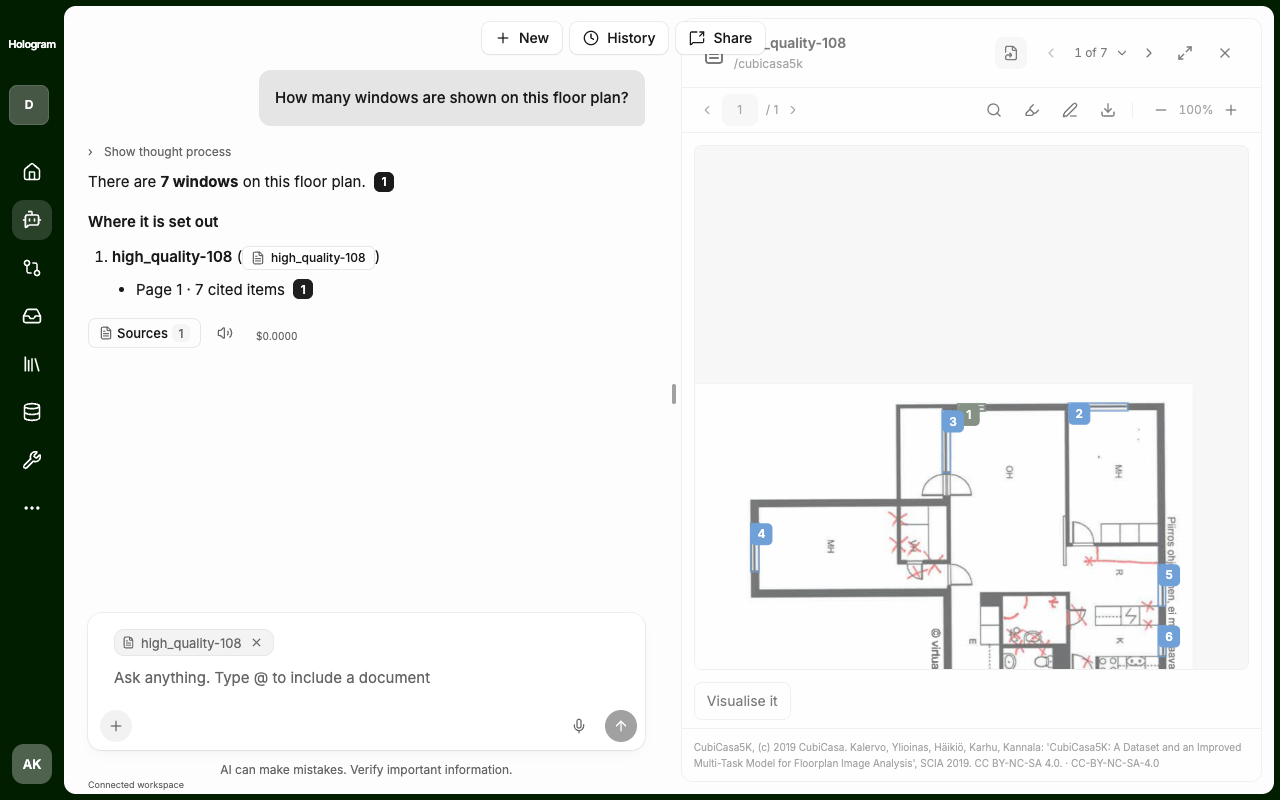 Hologram
New
History
Share
_quality-108
/cubicasa5k
1 of 7
D
How many windows are shown on this floor plan?
1
/ 1
100%
Show thought process
There are 7 windows on this floor plan. 1
Where it is set out
1. high_quality-108 (high_quality-108)
• Page 1 · 7 cited items 1
Sources 1
$0.0000
3
1
2
OH
MH
4
MH
Piirros
5
R
6
K
E
© virtua
high_quality-108
Ask anything. Type @ to include a document
Visualise it
AK
AI can make mistakes. Verify important information.
Connected workspace
CubiCasa5K, (c) 2019 CubiCasa. Kalervo, Ylioinas, Häikiö, Karhu, Kannala: 'CubiCasa5K: A Dataset and an Improved
Multi-Task Model for Floorplan Image Analysis', SCIA 2019. CC BY-NC-SA 4.0. · CC-BY-NC-SA-4.0